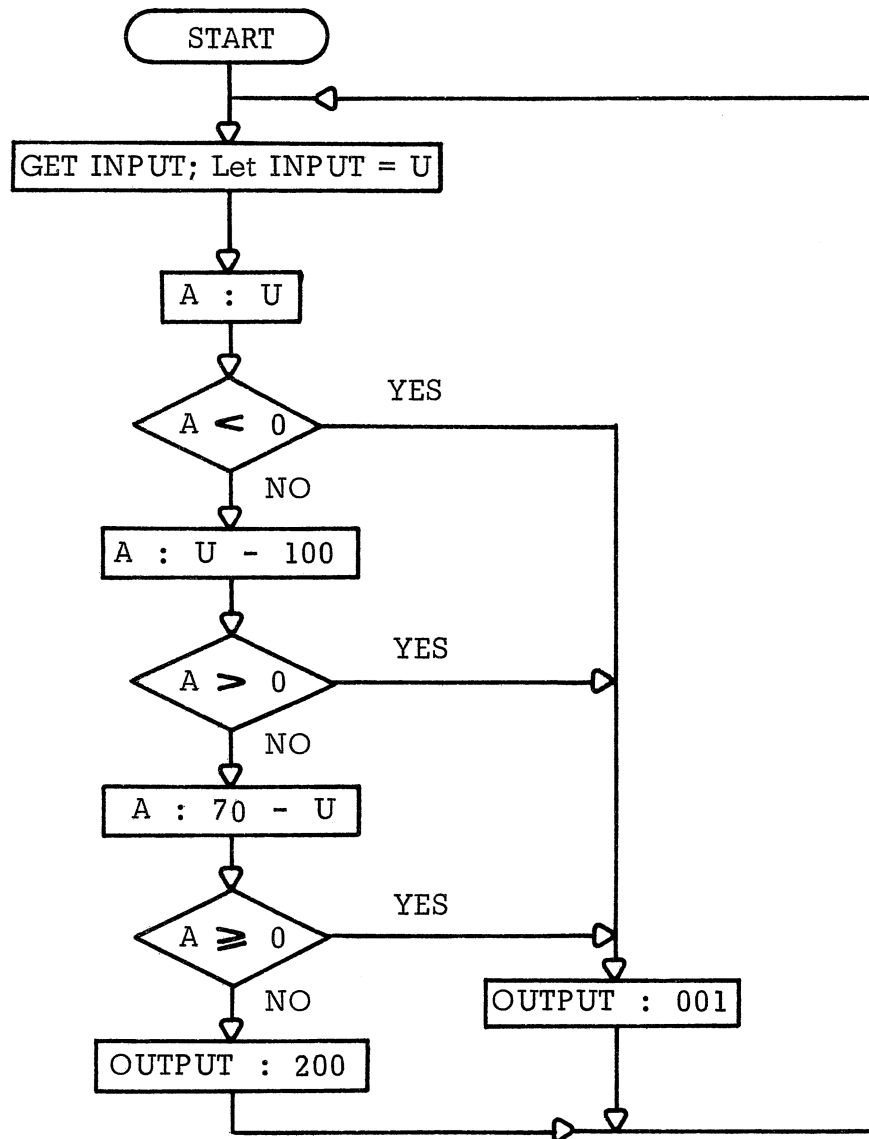 START
GET INPUT; Let INPUT = U
A : U
A < 0
YES
NO
A : U - 100
A > 0
YES
NO
A : 70 - U
A ⩾ 0
YES
NO
OUTPUT : 001
OUTPUT : 200